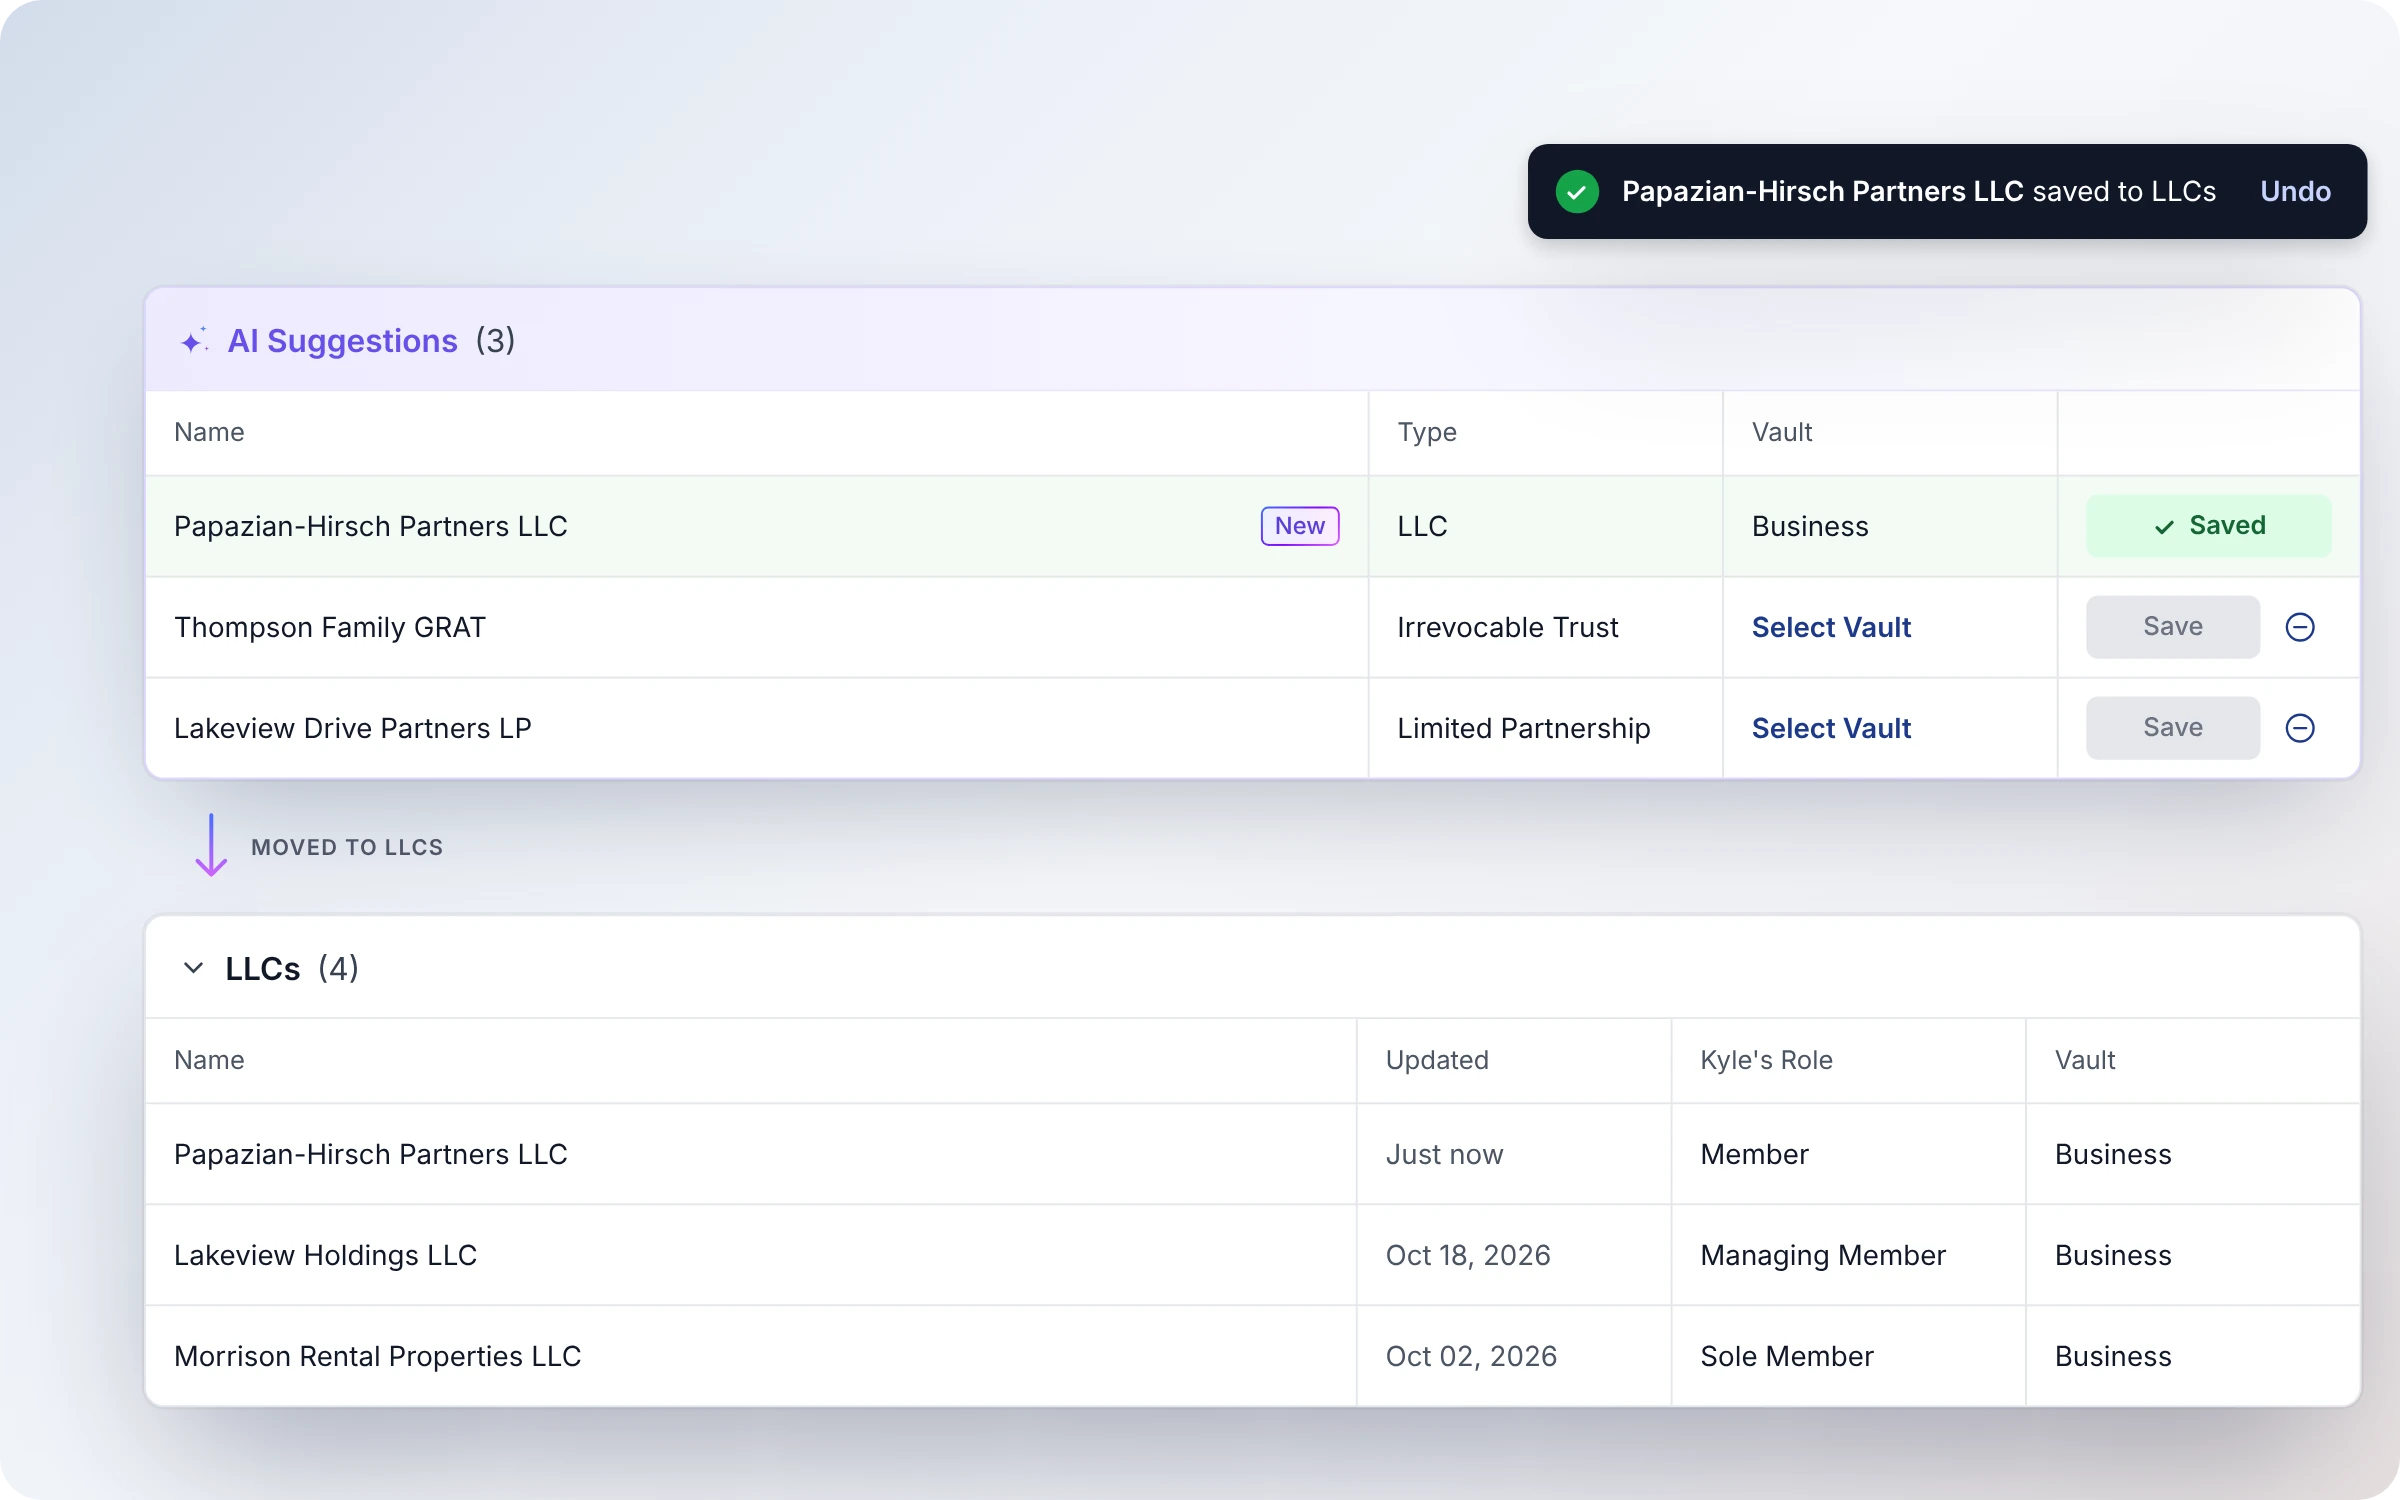 Papazian-Hirsch Partners LLC saved to LLCs Undo
AI Suggestions (3)
Name Type Vault
Papazian-Hirsch Partners LLC New LLC Business Saved
Thompson Family GRAT Irrevocable Trust Select Vault Save
Lakeview Drive Partners LP Limited Partnership Select Vault Save
MOVED TO LLCS
LLCs (4)
Name Updated Kyle's Role Vault
Papazian-Hirsch Partners LLC Just now Member Business
Lakeview Holdings LLC Oct 18, 2026 Managing Member Business
Morrison Rental Properties LLC Oct 02, 2026 Sole Member Business